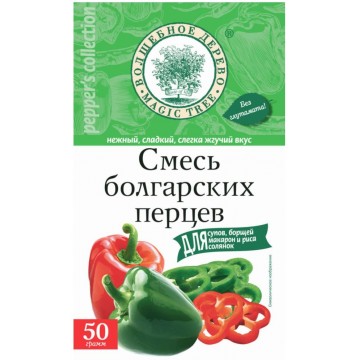 pepper's collection
ВОЛШЕБНОЕ ДЕРЕВО
MAGIC TREE
Без
глутамата!
нежный, сладкий, слегка жгучий вкус
Смесь
болгарских
перцев
для
супов, борщей
макарон и риса
солянок
50
грамм